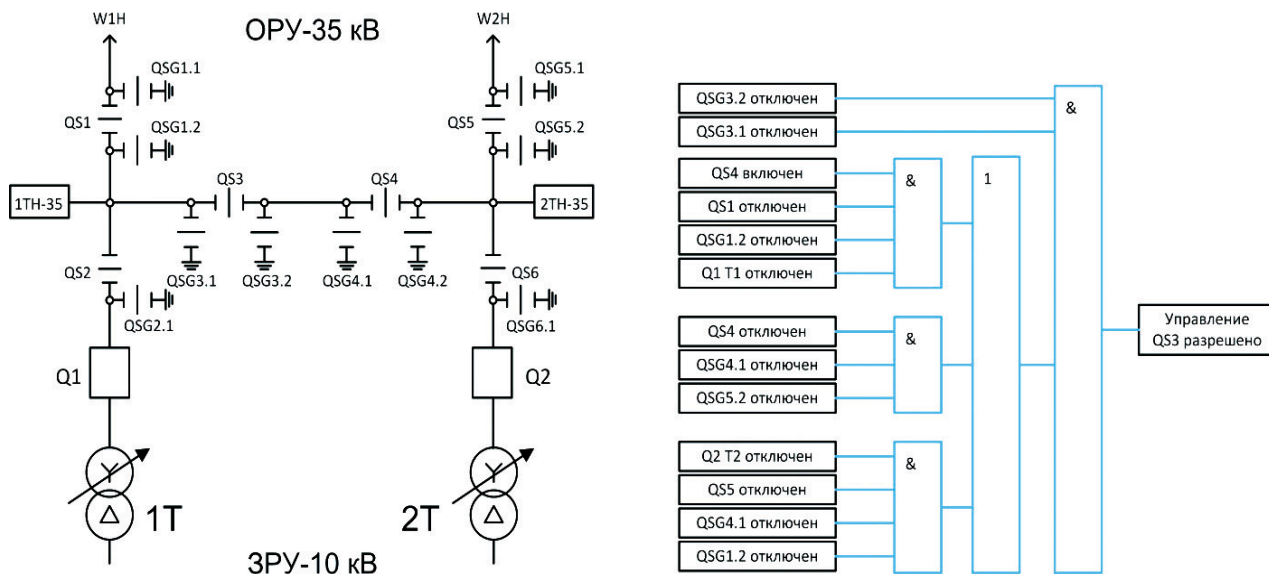 W1H
ОРУ-35 кВ
W2H
QSG1.1
QSG5.1
QS1
QSG1.2
QS5
QSG5.2
QS3
QS4
1ТН-35
2ТН-35
QS2
QSG3.1
QSG3.2
QSG4.1
QSG4.2
QS6
QSG2.1
QSG6.1
Q1
Q2
1Т
2Т
ЗРУ-10 кВ
QSG3.2 отключен
QSG3.1 отключен
&
QS4 включен
QS1 отключен
QSG1.2 отключен
Q1 T1 отключен
&
1
QS4 отключен
QSG4.1 отключен
QSG5.2 отключен
&
Q2 T2 отключен
QS5 отключен
QSG4.1 отключен
QSG1.2 отключен
&
Управление
QS3 разрешено